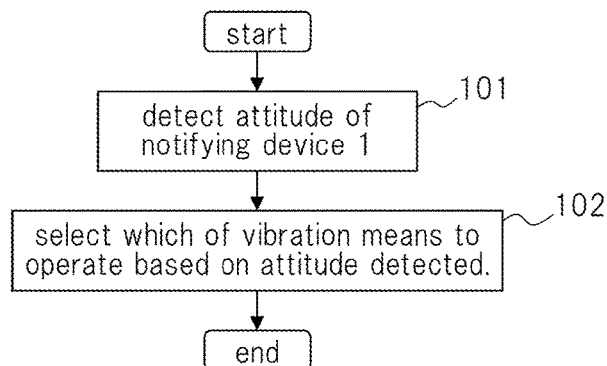 start
101
detect attitude of
notifying device 1
102
select which of vibration means to
operate based on attitude detected.
end